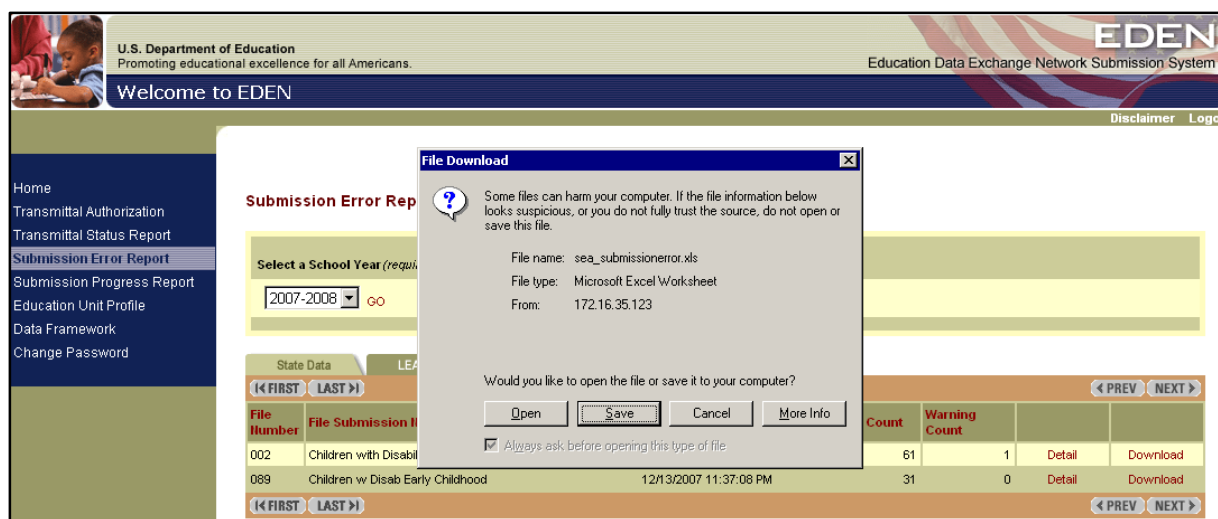 U.S. Department of Education
Promoting educational excellence for all Americans.
EDEN
Education Data Exchange Network Submission System
Welcome to EDEN
Disclaimer Logo
Home
Transmittal Authorization
Transmittal Status Report
Submission Error Report
Submission Progress Report
Education Unit Profile
Data Framework
Change Password
Submission Error Rep
Select a School Year (requi
2007-2008 GO
File Download
Some files can harm your computer. If the file information below
looks suspicious, or you do not fully trust the source, do not open or
save this file.
File name: sea_submissionerror.xls
File type: Microsoft Excel Worksheet
From: 172.16.35.123
Would you like to open the file or save it to your computer?
Open Save Cancel More Info
Always ask before opening this type of file
State Data LEA
FIRST LAST PREV NEXT
File Number File Submission N Count Warning Count
002 Children with Disabil 61 1 Detail Download
089 Children w Disab Early Childhood 12/13/2007 11:37:08 PM 31 0 Detail Download
FIRST LAST PREV NEXT